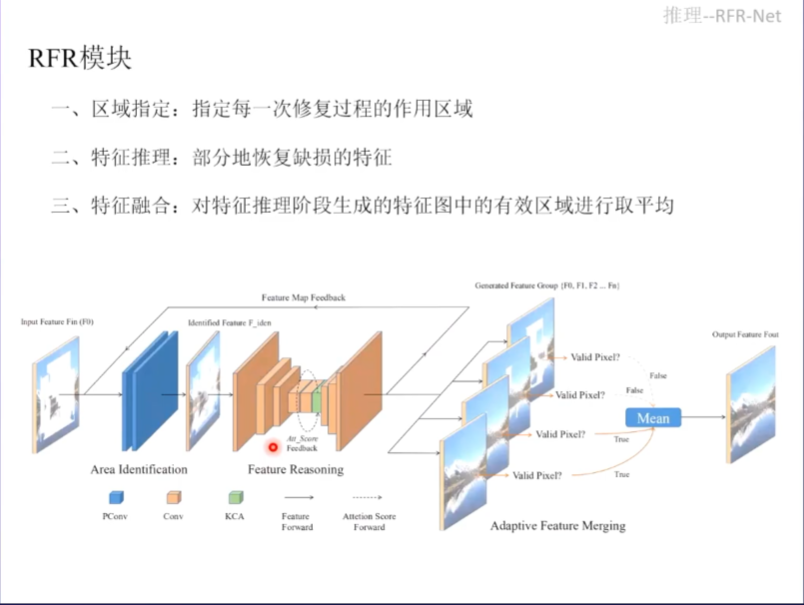 推理--RFR-Net
RFR模块
一、区域指定：指定每一次修复过程的作用区域
二、特征推理：部分地恢复缺损的特征
三、特征融合：对特征推理阶段生成的特征图中的有效区域进行取平均
Generated Feature Group {F0, F1, F2 ... Fn}
Feature Map Feedback
Input Feature Fin (F0)
Identified Feature F_iden
Output Feature Fout
Valid Pixel?
False
Valid Pixel?
False
Mean
Valid Pixel?
True
Att_Score
Feedback
Area Identification
Feature Reasoning
Valid Pixel?
True
PConv
Conv
KCA
Feature
Forward
Attetion Score
Forward
Adaptive Feature Merging